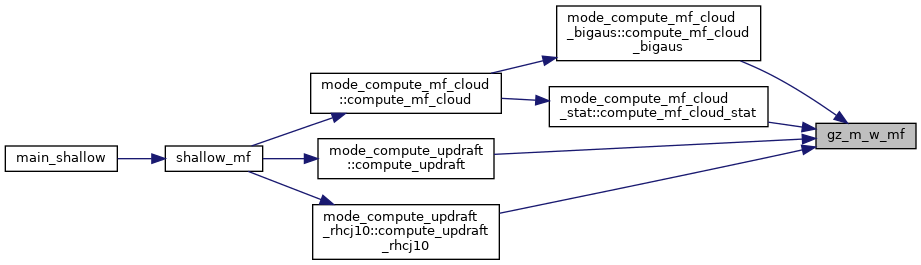 mode_compute_mf_cloud
_bigaus::compute_mf_cloud
_bigaus
mode_compute_mf_cloud
::compute_mf_cloud
mode_compute_mf_cloud
_stat::compute_mf_cloud_stat
gz_m_w_mf
main_shallow
shallow_mf
mode_compute_updraft
::compute_updraft
mode_compute_updraft
_rhcj10::compute_updraft
_rhcj10